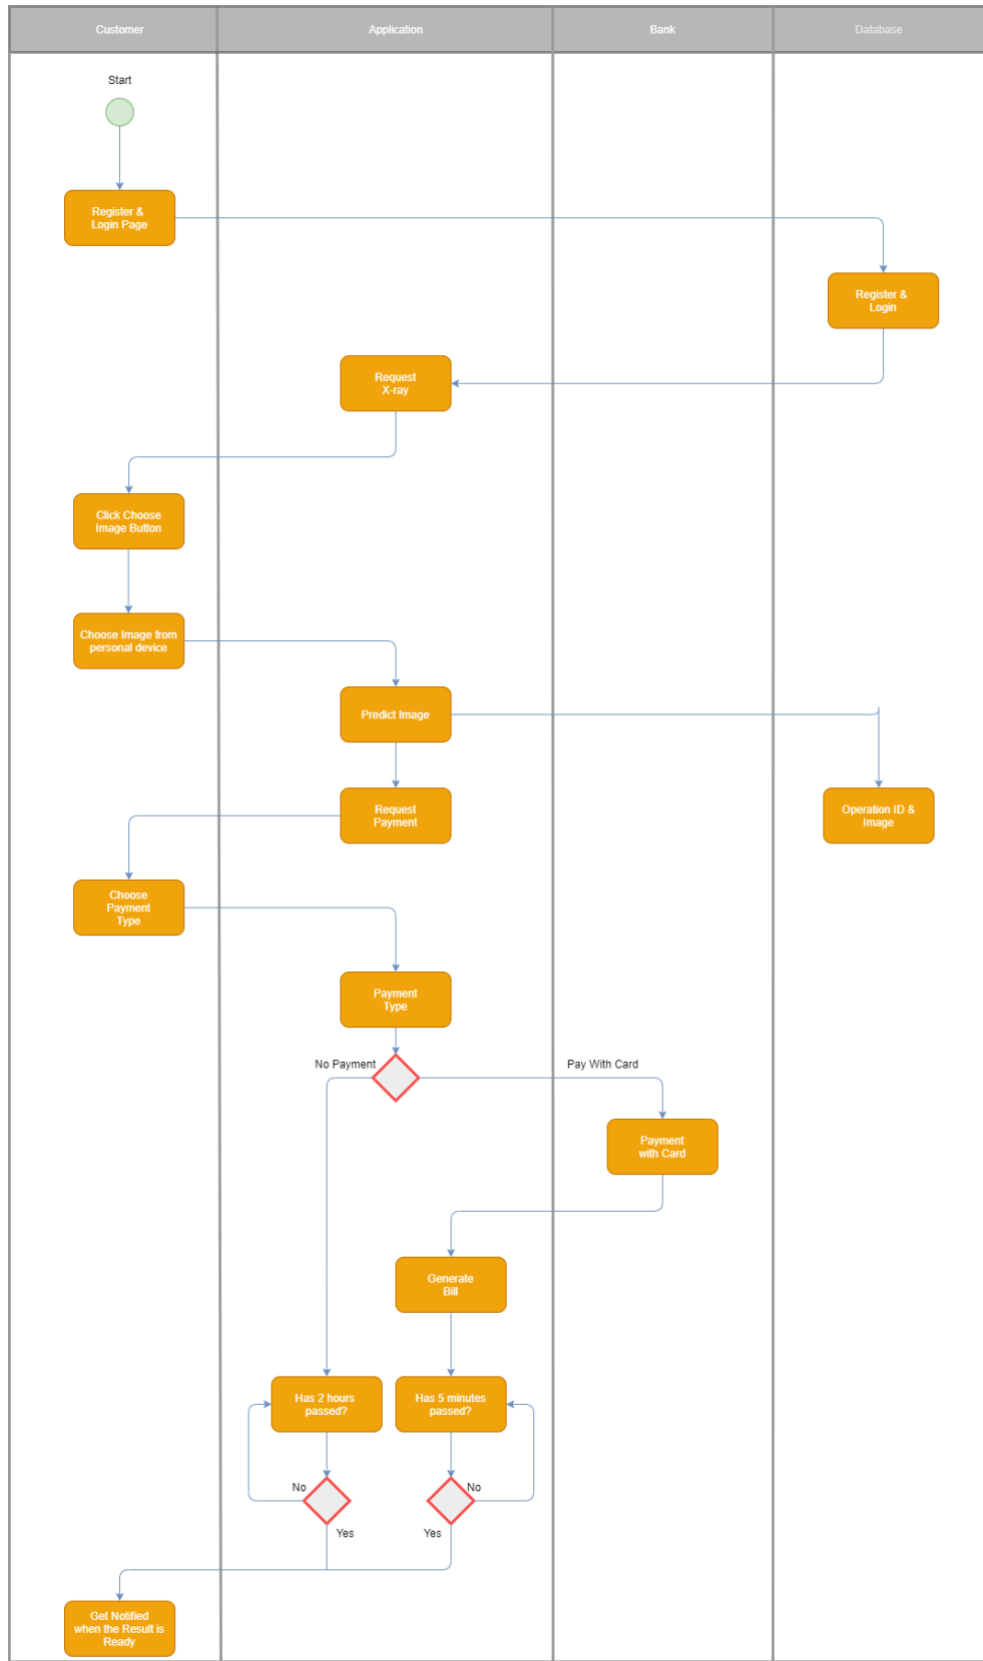 Customer
Application
Bank
Database
Start
Register &
Login Page
Register &
Login
Request
X-ray
Click Choose
Image Button
Choose Image from
personal device
Predict Image
Request
Payment
Operation ID &
Image
Choose
Payment
Type
Payment
Type
No Payment
Pay With Card
Payment
with Card
Generate
Bill
Has 2 hours
passed?
Has 5 minutes
passed?
No
No
Yes
Yes
Get Notified
when the Result is
Ready